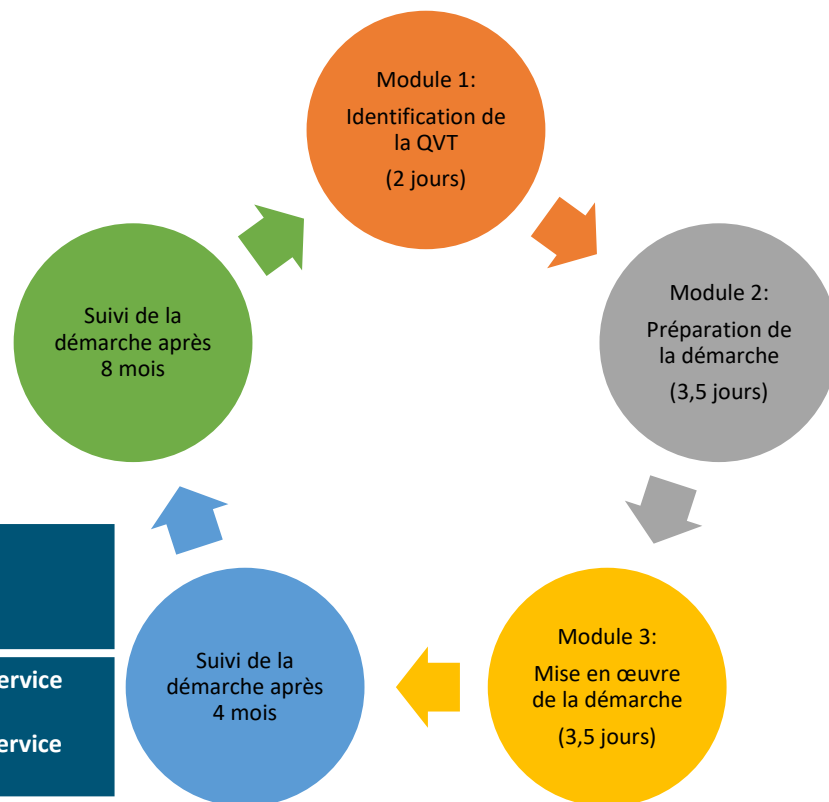 Module 1:
Identification de
la QVT
(2 jours)
Module 2:
Préparation de
la démarche
(3,5 jours)
Module 3:
Mise en œuvre
de la démarche
(3,5 jours)
Suivi de la
démarche après
4 mois
Suivi de la
démarche après
8 mois
ervice
ervice